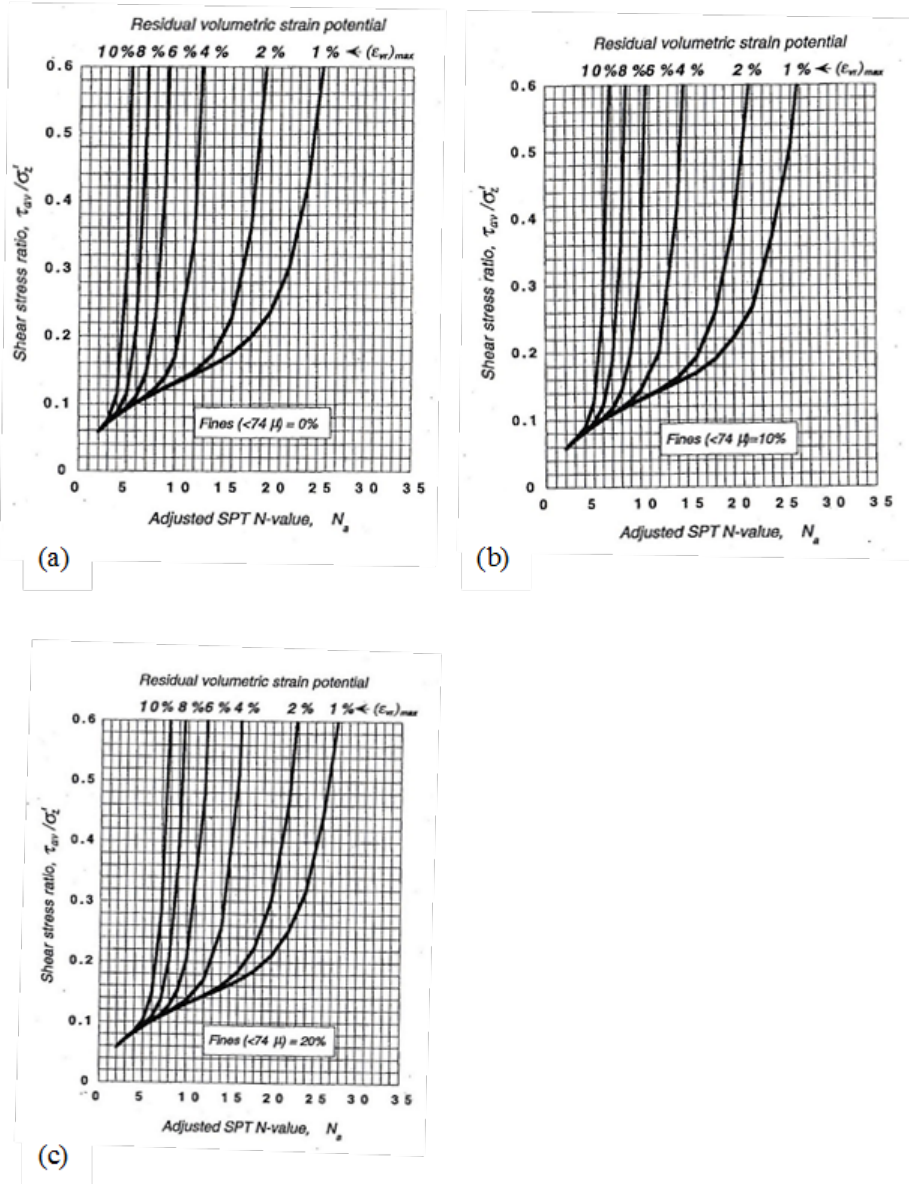 Residual volumetric strain potential
10%8 %6 %4 % 2% 1% ← (εvr)max
0.6
0.5
0.4
0.3
0.2
0.1
0
Shear stress ratio, τav/σ'z
Fines (<74 μ) = 0%
0 5 10 15 20 25 30 35
Adjusted SPT N-value, Na
(a)
Residual volumetric strain potential
10%8 %6 %4 % 2% 1% ← (εvr)max
0.6
0.5
0.4
0.3
0.2
0.1
0
Shear stress ratio, τav/σ'z
Fines (<74 μ)=10%
0 5 10 15 20 25 30 35
Adjusted SPT N-value, Na
(b)
Residual volumetric strain potential
10% 8 %6 % 4 % 2% 1%← (εvr)max
0.6
0.5
0.4
0.3
0.2
0.1
0
Shear stress ratio, τav/σ'z
Fines (<74 μ) = 20%
0 5 10 15 20 25 30 35
Adjusted SPT N-value, Na
(c)